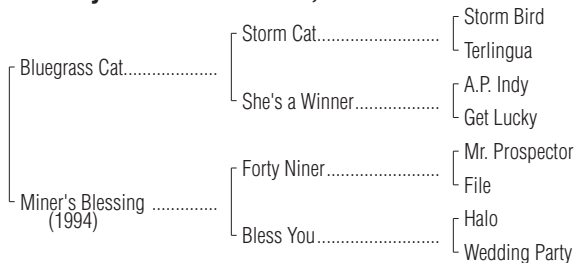 Storm Bird
Storm Cat
Terlingua
Bluegrass Cat
A.P. Indy
She's a Winner
Get Lucky
Mr. Prospector
Forty Niner
File
Miner's Blessing
(1994)
Halo
Bless You
Wedding Party